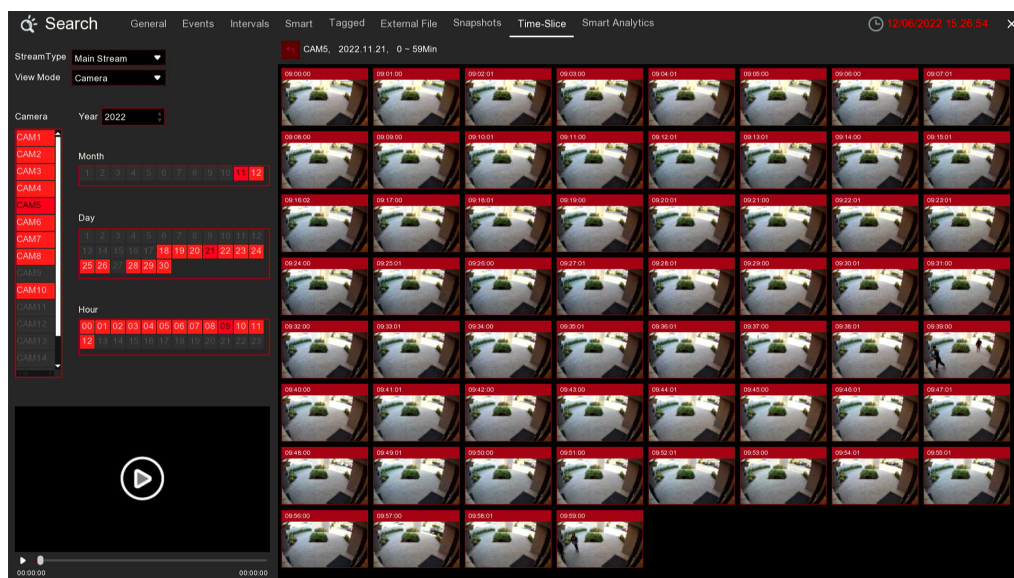 Search General Events Intervals Smart Tagged External File Snapshots Time-Slice Smart Analytics 12/06/2022 15:26:54 X
StreamType Main Stream
CAM5, 2022.11.21, 0 ~ 59Min
View Mode Camera
Camera Year 2022
CAM1
CAM2
CAM3
CAM4
CAM5
CAM6
CAM7
CAM8
CAM9
CAM10
CAM11
CAM12
CAM13
CAM14
Month
1 2 3 4 5 6 7 8 9 10 11 12
Day
1 2 3 4 5 6 7 8 9 10 11 12
13 14 15 16 17 18 19 20 21 22 23 24
25 26 27 28 29 30
Hour
00 01 02 03 04 05 06 07 08 09 10 11
12 13 14 15 16 17 18 19 20 21 22 23
00:00:00 00:00:00
09:00:00 09:01:00 09:02:01 09:03:00 09:04:01 09:05:00 09:06:00 09:07:01
09:08:00 09:09:00 09:10:01 09:11:00 09:12:01 09:13:01 09:14:00 09:15:01
09:16:02 09:17:00 09:18:01 09:19:00 09:20:01 09:21:00 09:22:01 09:23:01
09:24:00 09:25:01 09:26:00 09:27:01 09:28:01 09:29:00 09:30:01 09:31:00
09:32:00 09:33:01 09:34:00 09:35:01 09:36:01 09:37:00 09:38:01 09:39:00
09:40:00 09:41:01 09:42:00 09:43:00 09:44:01 09:45:00 09:46:01 09:47:01
09:48:00 09:49:01 09:50:00 09:51:00 09:52:01 09:53:00 09:54:01 09:55:01
09:56:00 09:57:00 09:58:01 09:59:00